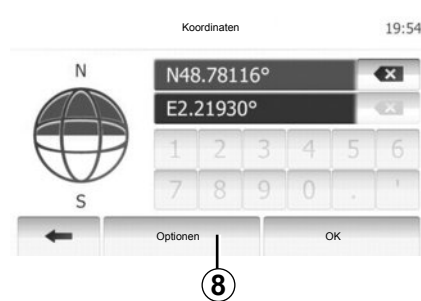 Koordinaten 19:54
N
N48.78116°
E2.21930°
1 2 3 4 5 6
7 8 9 0 . '
S
Optionen OK
8